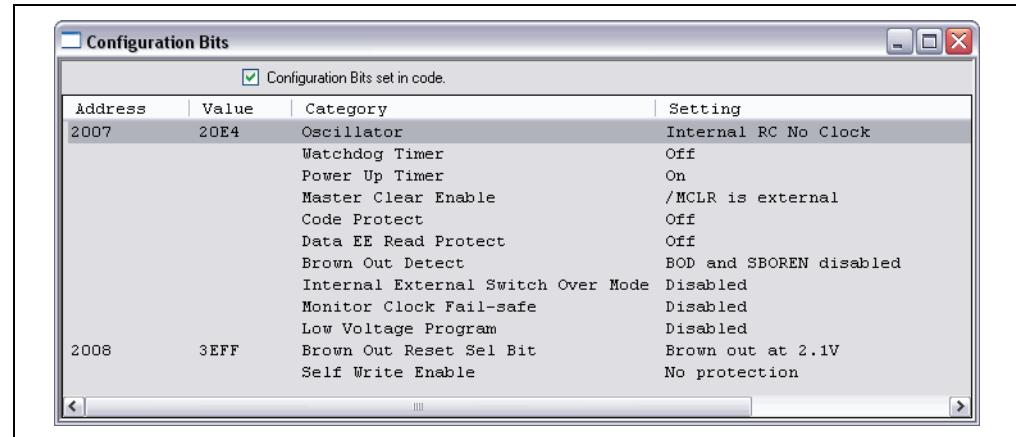 Configuration Bits
Configuration Bits set in code.
Address Value Category Setting
2007 20E4 Oscillator Internal RC No Clock
Watchdog Timer Off
Power Up Timer On
Master Clear Enable /MCLR is external
Code Protect Off
Data EE Read Protect Off
Brown Out Detect BOD and SBOREN disabled
Internal External Switch Over Mode Disabled
Monitor Clock Fail-safe Disabled
Low Voltage Program Disabled
2008 3EFF Brown Out Reset Sel Bit Brown out at 2.1V
Self Write Enable No protection